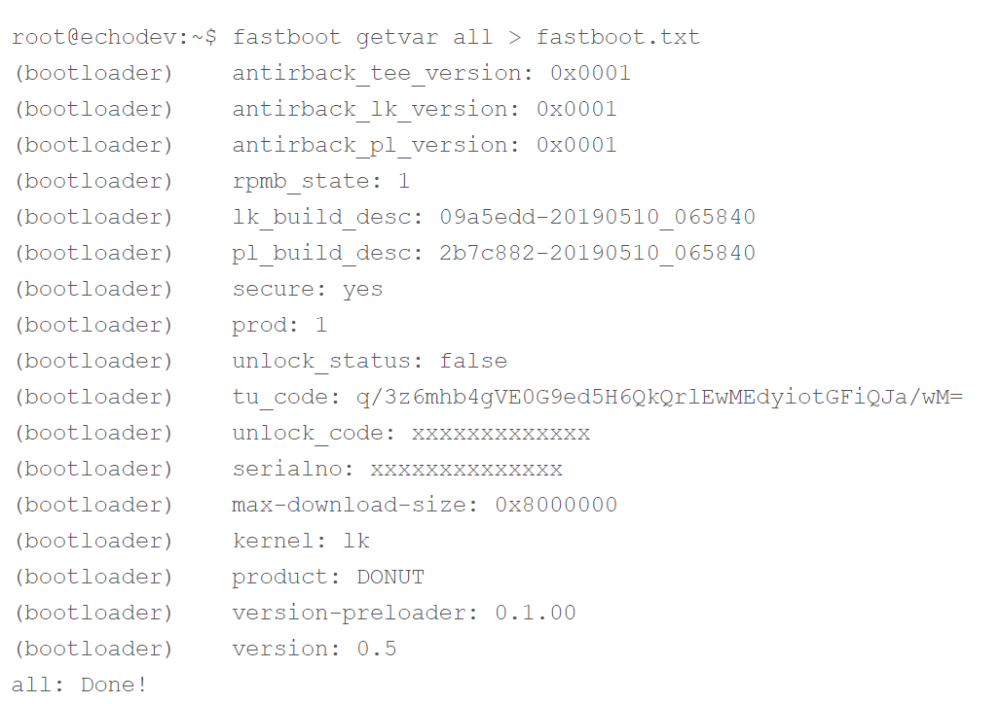 root@echodev:~$ fastboot getvar all > fastboot.txt
(bootloader) antirback_tee_version: 0x0001
(bootloader) antirback_lk_version: 0x0001
(bootloader) antirback_pl_version: 0x0001
(bootloader) rpmb_state: 1
(bootloader) lk_build_desc: 09a5edd-20190510_065840
(bootloader) pl_build_desc: 2b7c882-20190510_065840
(bootloader) secure: yes
(bootloader) prod: 1
(bootloader) unlock_status: false
(bootloader) tu_code: q/3z6mhb4gVE0G9ed5H6QkQrlEwMEdyiotGFiQJa/wM=
(bootloader) unlock_code: xxxxxxxxxxxxx
(bootloader) serialno: xxxxxxxxxxxxxx
(bootloader) max-download-size: 0x8000000
(bootloader) kernel: lk
(bootloader) product: DONUT
(bootloader) version-preloader: 0.1.00
(bootloader) version: 0.5
all: Done!